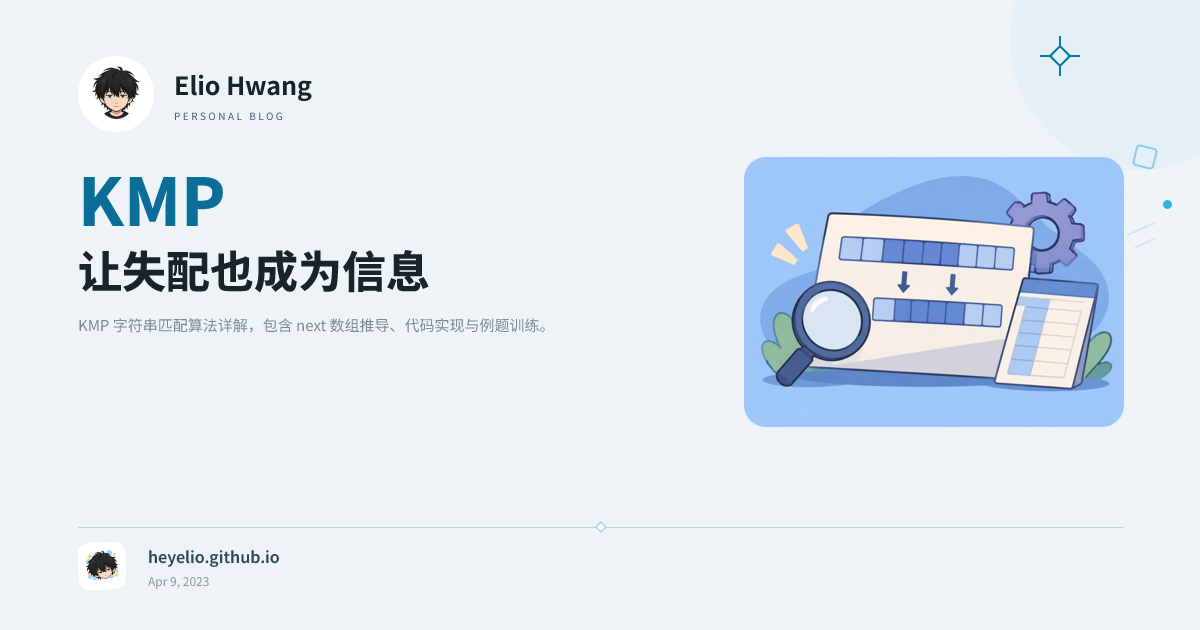 Elio Hwang
PERSONAL BLOG
KMP
让失配也成为信息
KMP 字符串匹配算法详解，包含 next 数组推导、代码实现与例题训练。
heyelio.github.io
Apr 9, 2023